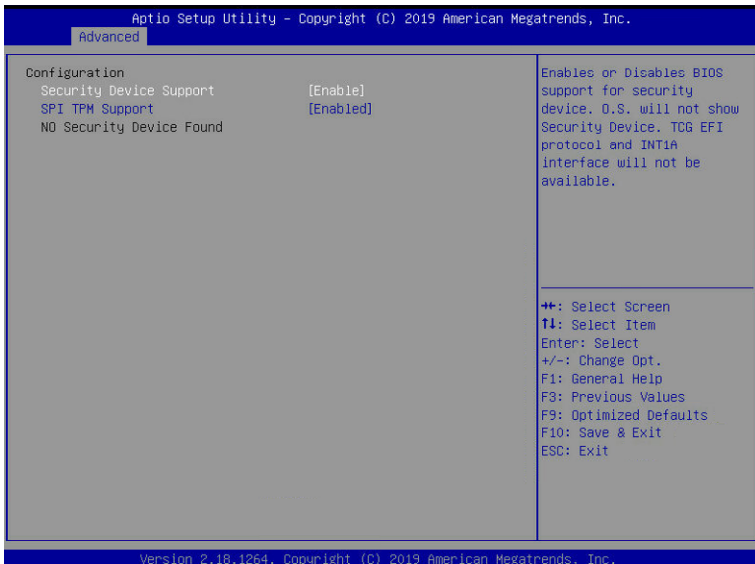 Aptio Setup Utility – Copyright (C) 2019 American Megatrends, Inc.
Advanced
Configuration
Security Device Support [Enable]
SPI TPM Support [Enabled]
NO Security Device Found
Enables or Disables BIOS
support for security
device. O.S. will not show
Security Device. TCG EFI
protocol and INT1A
interface will not be
available.
→←: Select Screen
↑↓: Select Item
Enter: Select
+/-: Change Opt.
F1: General Help
F3: Previous Values
F9: Optimized Defaults
F10: Save & Exit
ESC: Exit
Version 2.18.1264. Copyright (C) 2019 American Megatrends, Inc.